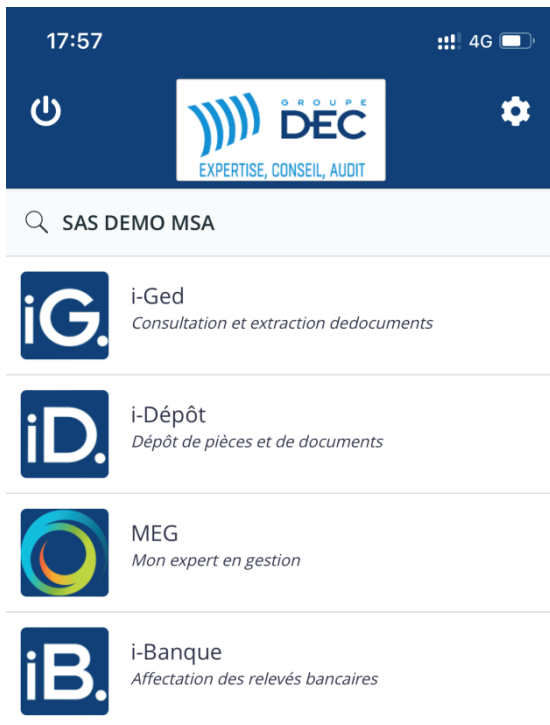 17:57
4G
GROUPE
DEC
EXPERTISE, CONSEIL, AUDIT
SAS DEMO MSA
iG.
i-Ged
Consultation et extraction dedocuments
iD.
i-Dépôt
Dépôt de pièces et de documents
MEG
Mon expert en gestion
iB.
i-Banque
Affectation des relevés bancaires